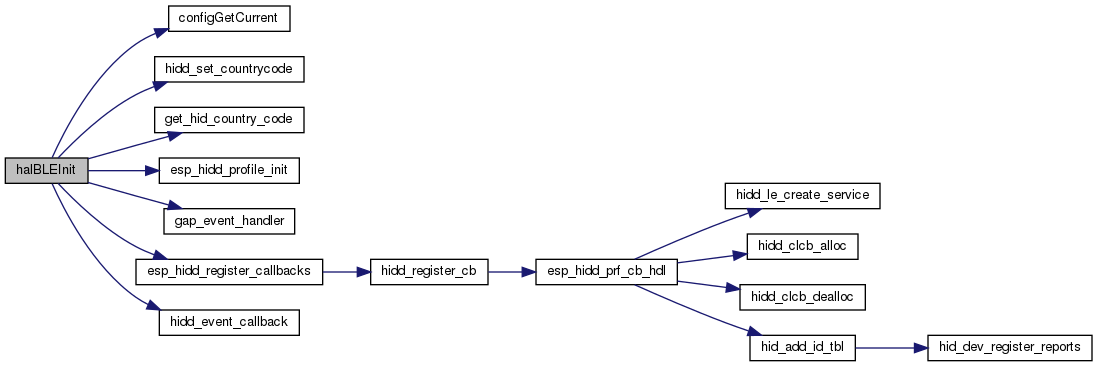 configGetCurrent
hidd_set_countrycode
get_hid_country_code
halBLEInit
esp_hidd_profile_init
hidd_le_create_service
gap_event_handler
hidd_clcb_alloc
esp_hidd_register_callbacks
hidd_register_cb
esp_hidd_prf_cb_hdl
hidd_clcb_dealloc
hidd_event_callback
hid_add_id_tbl
hid_dev_register_reports